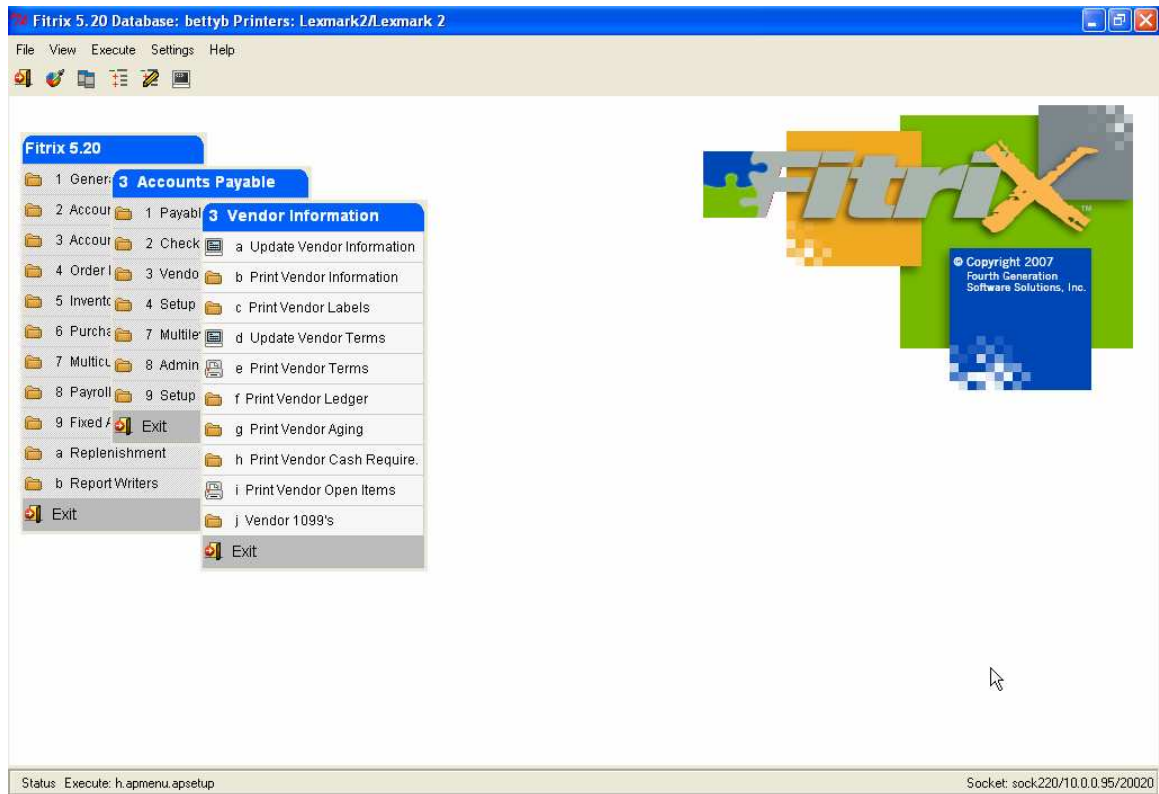 Fitrix 5.20 Database: bettyb Printers: Lexmark2/Lexmark 2
File View Execute Settings Help
Fitrix 5.20
1 Gener
2 Accour
3 Accour
4 Order
5 Invento
6 Purcha
7 Multicu
8 Payroll
9 Fixed
a Replenishment
b Report Writers
Exit
3 Accounts Payable
1 Payabl
2 Check
3 Vendo
4 Setup
7 Multile
8 Admin
9 Setup
Exit
3 Vendor Information
a Update Vendor Information
b Print Vendor Information
c Print Vendor Labels
d Update Vendor Terms
e Print Vendor Terms
f Print Vendor Ledger
g Print Vendor Aging
h Print Vendor Cash Require.
i Print Vendor Open Items
j Vendor 1099's
Exit
FitriX ™
© Copyright 2007
Fourth Generation
Software Solutions, Inc.
Status Execute: h.apmenu.apsetup
Socket: sock220/10.0.0.95/20020